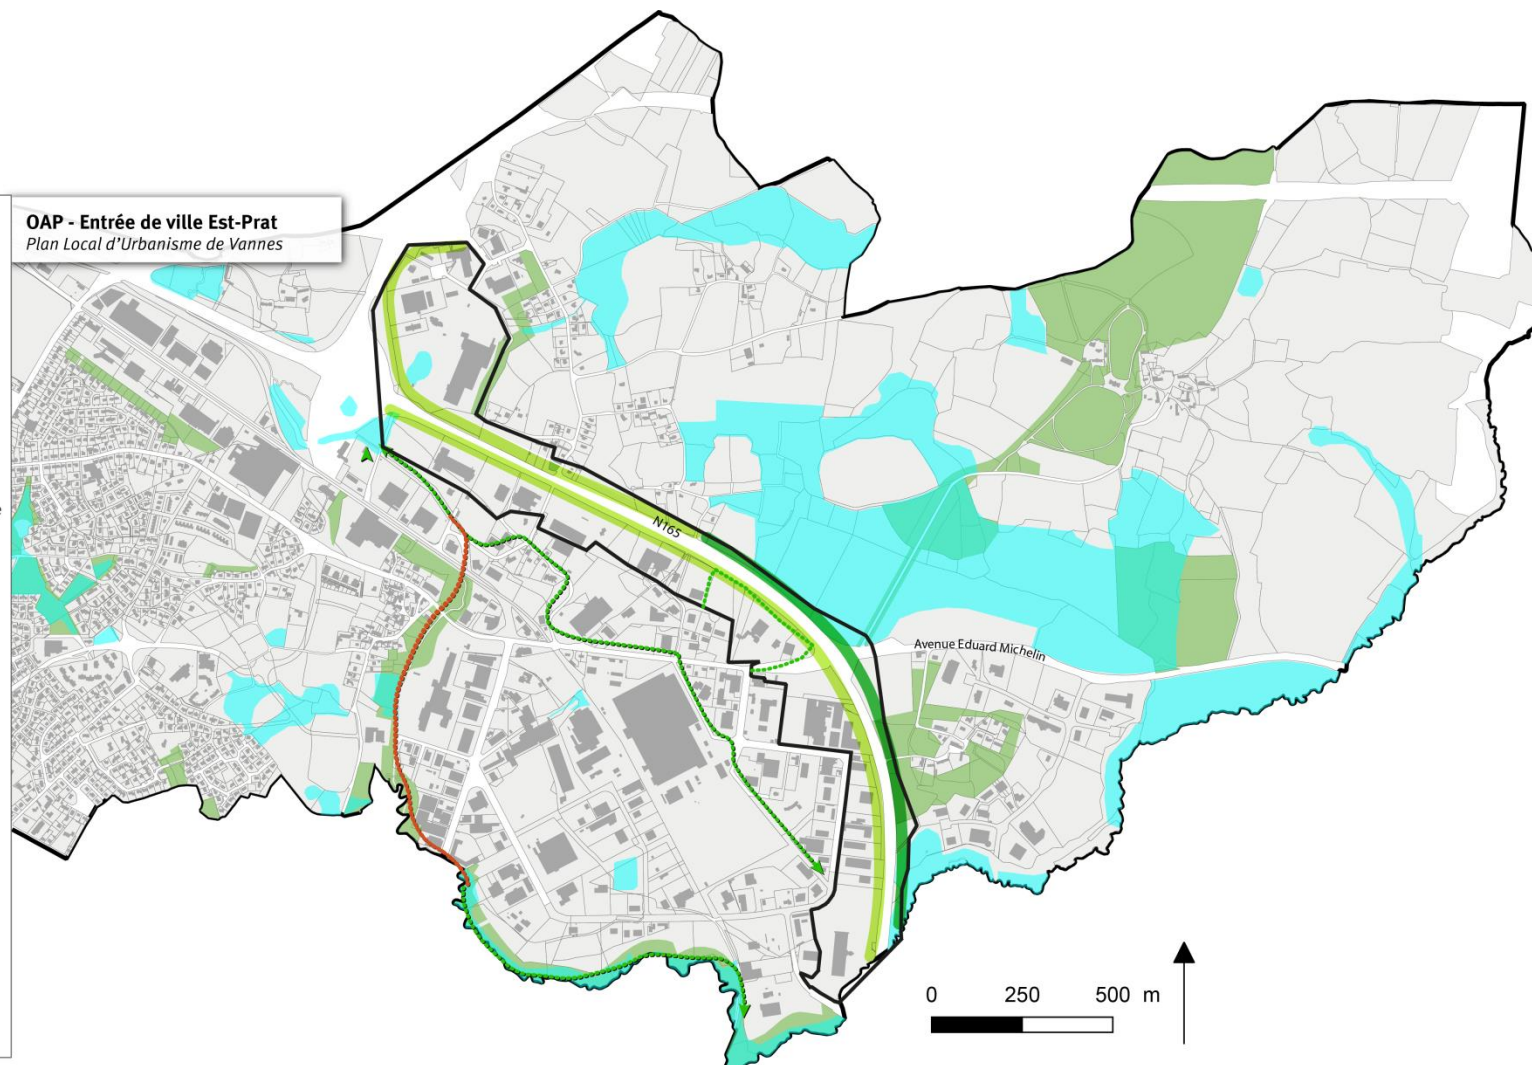 OAP - Entrée de ville Est-Prat
Plan Local d'Urbanisme de Vannes
N165
Avenue Eduard Michelin
0 250 500 m